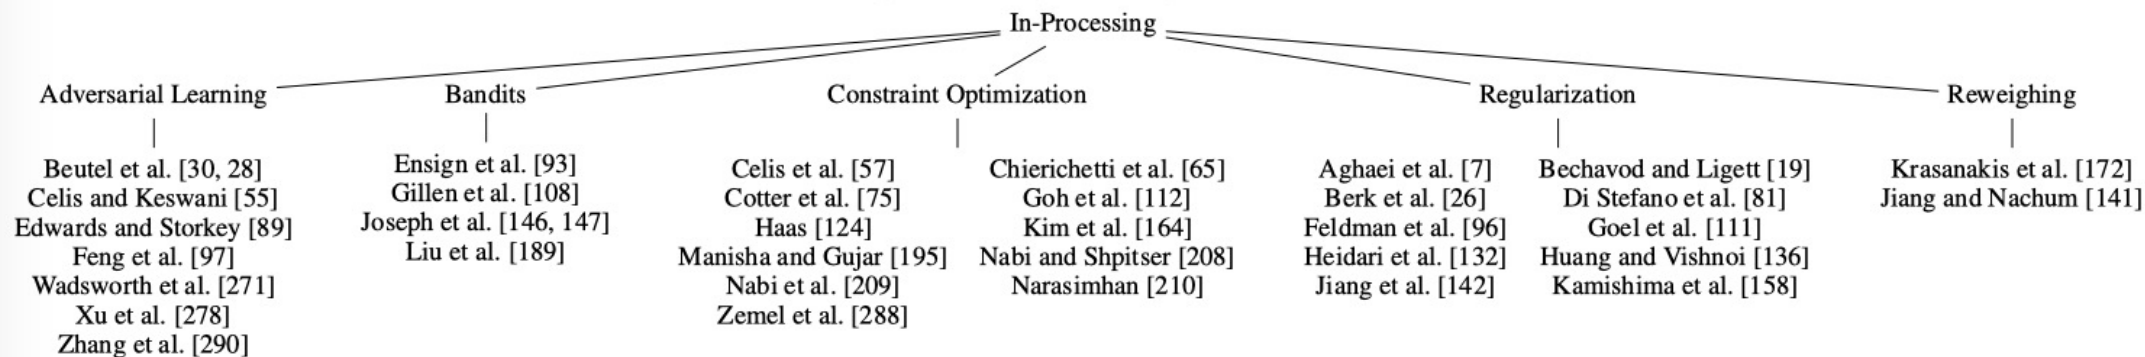 In-Processing
Adversarial Learning
Beutel et al. [30, 28]
Celis and Keswani [55]
Edwards and Storkey [89]
Feng et al. [97]
Wadsworth et al. [271]
Xu et al. [278]
Zhang et al. [290]
Bandits
Ensign et al. [93]
Gillen et al. [108]
Joseph et al. [146, 147]
Liu et al. [189]
Constraint Optimization
Celis et al. [57]
Cotter et al. [75]
Haas [124]
Manisha and Gujar [195]
Nabi et al. [209]
Zemel et al. [288]
Chierichetti et al. [65]
Goh et al. [112]
Kim et al. [164]
Nabi and Shpitser [208]
Narasimhan [210]
Regularization
Aghaei et al. [7]
Berk et al. [26]
Feldman et al. [96]
Heidari et al. [132]
Jiang et al. [142]
Bechavod and Ligett [19]
Di Stefano et al. [81]
Goel et al. [111]
Huang and Vishnoi [136]
Kamishima et al. [158]
Reweighing
Krasanakis et al. [172]
Jiang and Nachum [141]